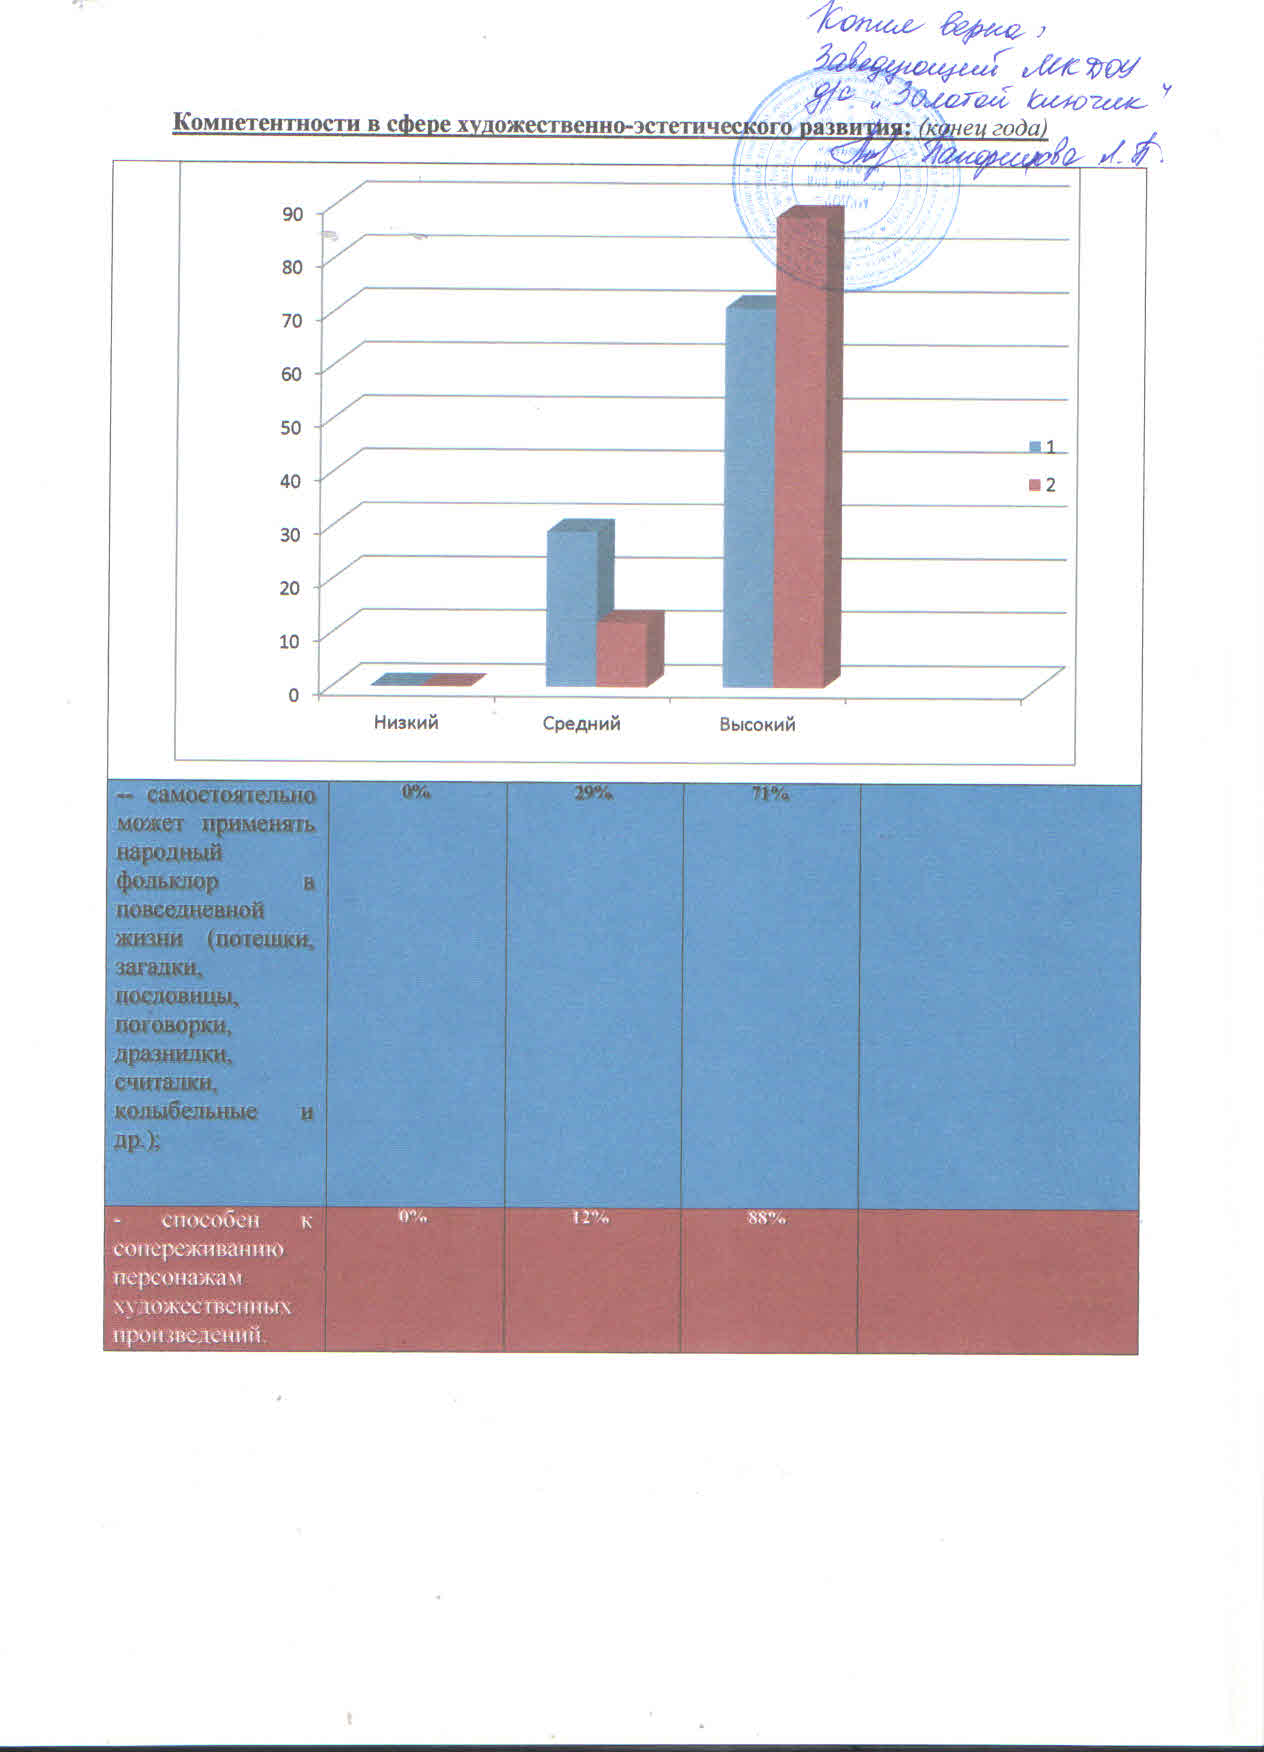 Копия верна:
Заведующий МКДОУ
д/с "Золотой ключик"
Компетентности в сфере художественно-эстетического развития: (конец года)
Л.П.
90
80
70
60
50
40
30
20
10
0
1
2
Низкий Средний Высокий
-- самостоятельно 0% 29% 71%
может применять
народный
фольклор в
повседневной
жизни (потешки,
загадки,
пословицы,
поговорки,
дразнилки,
считалки,
колыбельные и
др.);
- способен к 0% 12% 88%
сопереживанию
персонажам
художественных
произведений.